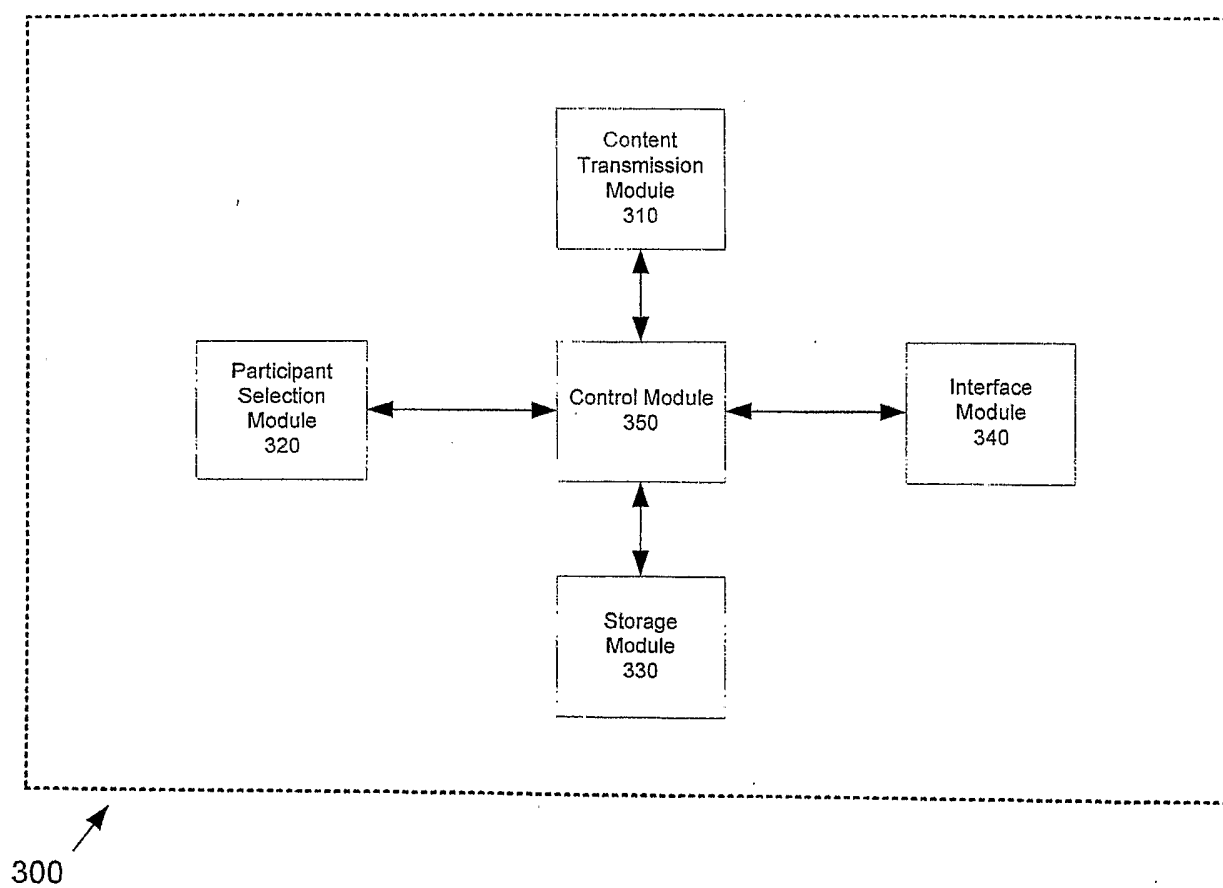 Content
Transmission
Module
310
Participant
Selection
Module
320
Control Module
350
Interface
Module
340
Storage
Module
330
300